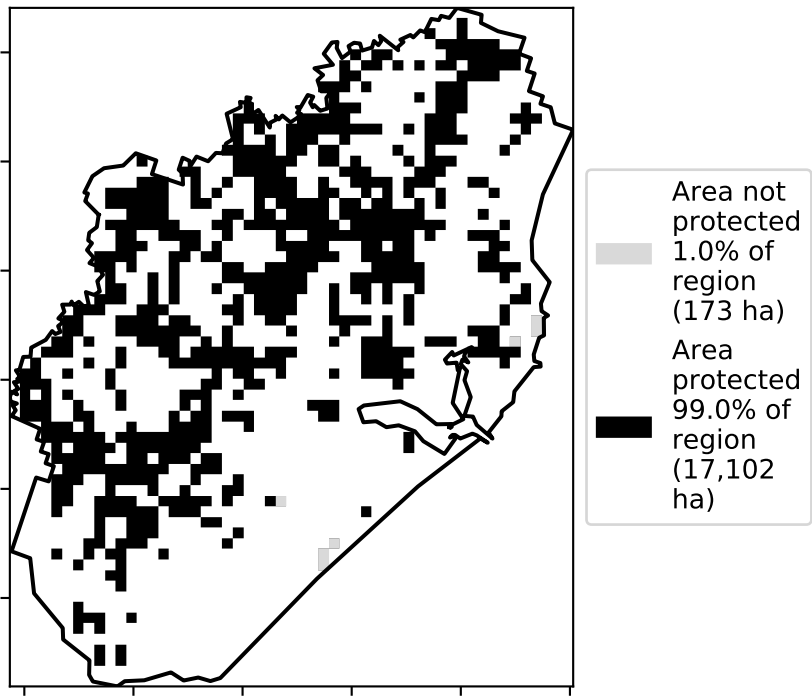 Area not
protected
1.0% of
region
(173 ha)
Area
protected
99.0% of
region
(17,102
ha)